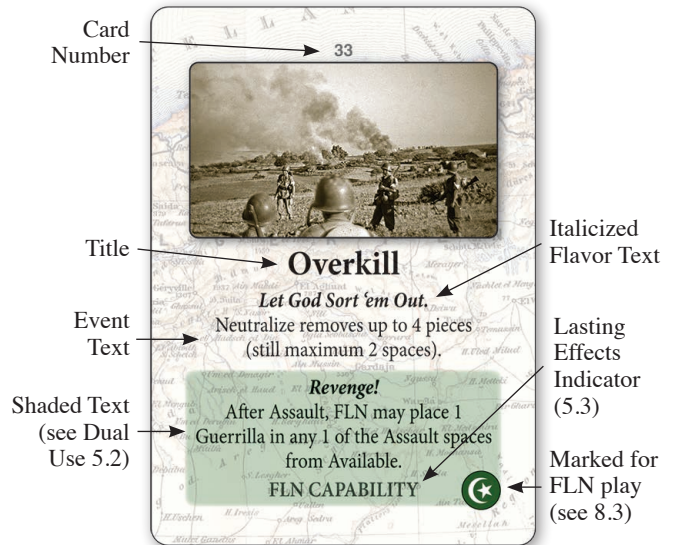 Card
Number
33
Title
Overkill
Italicized
Flavor Text
Let God Sort ‘em Out.
Event
Text
Neutralize removes up to 4 pieces
(still maximum 2 spaces).
Lasting
Effects
Indicator
(5.3)
Shaded Text
(see Dual
Use 5.2)
Revenge!
After Assault, FLN may place 1
Guerrilla in any 1 of the Assault spaces
from Available.
FLN CAPABILITY
Marked for
FLN play
(see 8.3)